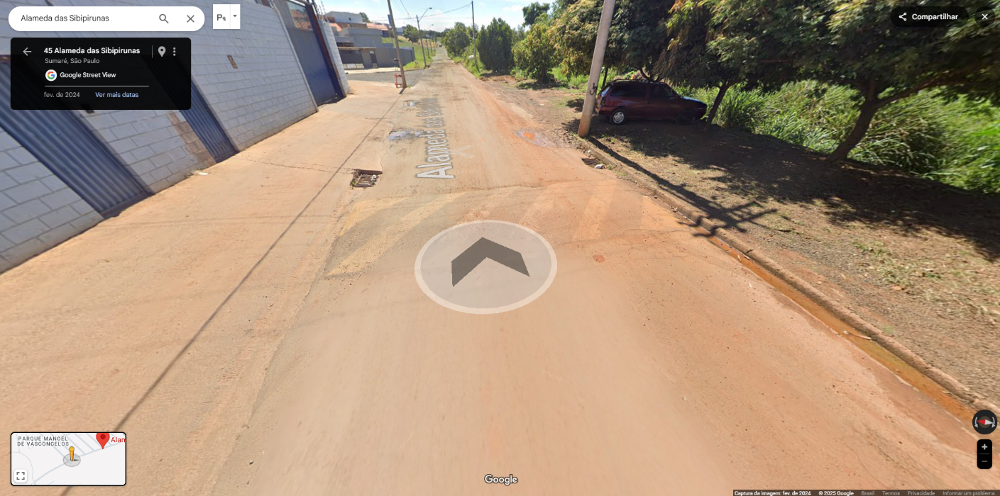 Alameda das Sibipirunas
Compartilhar
45 Alameda das Sibipirunas
Sumaré, São Paulo
Google Street View
fev. de 2024
Ver mais datas
Alameda das
PARQUE MANOEL
DE VASCONCELOS
Alam
Google
Captura da imagem: fev. de 2024
© 2025 Google
Brasil
Termos
Privacidade
Informar um problema